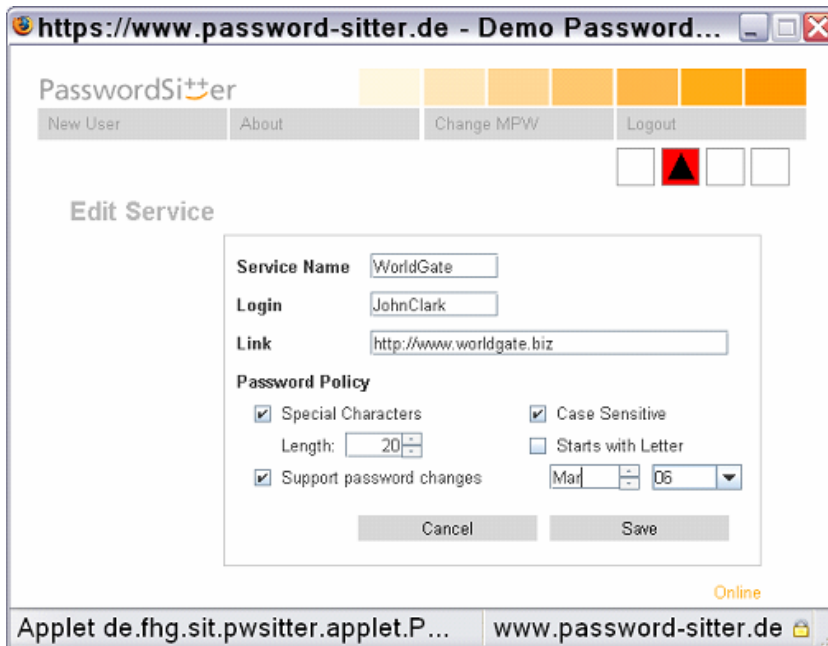 https://www.password-sitter.de - Demo Password...
PasswordSitter
New User About Change MPW Logout
Edit Service
Service Name WorldGate
Login JohnClark
Link http://www.worldgate.biz
Password Policy
Special Characters Case Sensitive
Length: 20 Starts with Letter
Support password changes Mar 06
Cancel Save
Online
Applet de.fhg.sit.pwsitter.applet.P... www.password-sitter.de